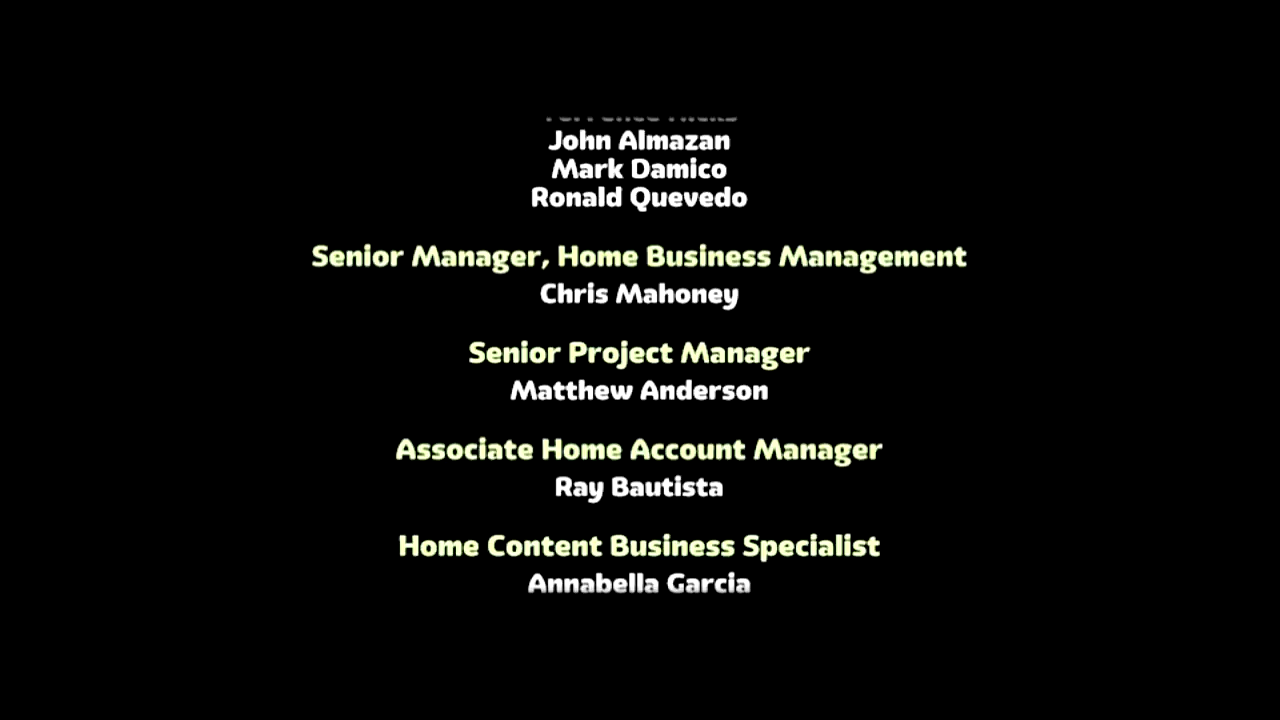 John Almazan
Mark Damico
Ronald Quevedo
Senior Manager, Home Business Management
Chris Mahoney
Senior Project Manager
Matthew Anderson
Associate Home Account Manager
Ray Bautista
Home Content Business Specialist
Annabella Garcia